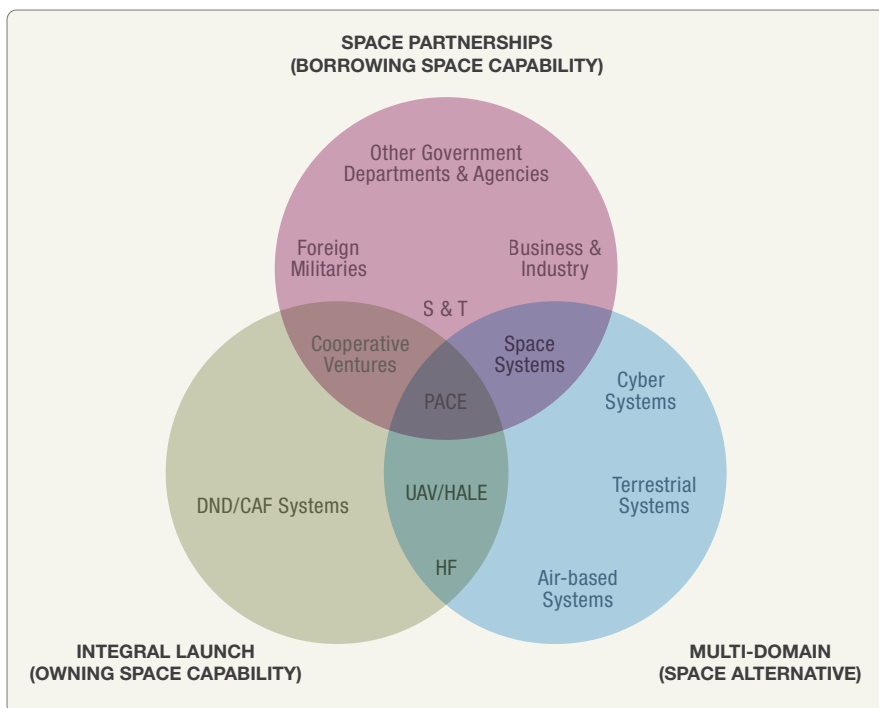 SPACE PARTNERSHIPS
(BORROWING SPACE CAPABILITY)
Other Government
Departments & Agencies
Foreign
Militaries
Business &
Industry
S & T
Cooperative
Ventures
Space
Systems
PACE
Cyber
Systems
UAV/HALE
DND/CAF Systems
Terrestrial
Systems
HF
Air-based
Systems
INTEGRAL LAUNCH
(OWNING SPACE CAPABILITY)
MULTI-DOMAIN
(SPACE ALTERNATIVE)